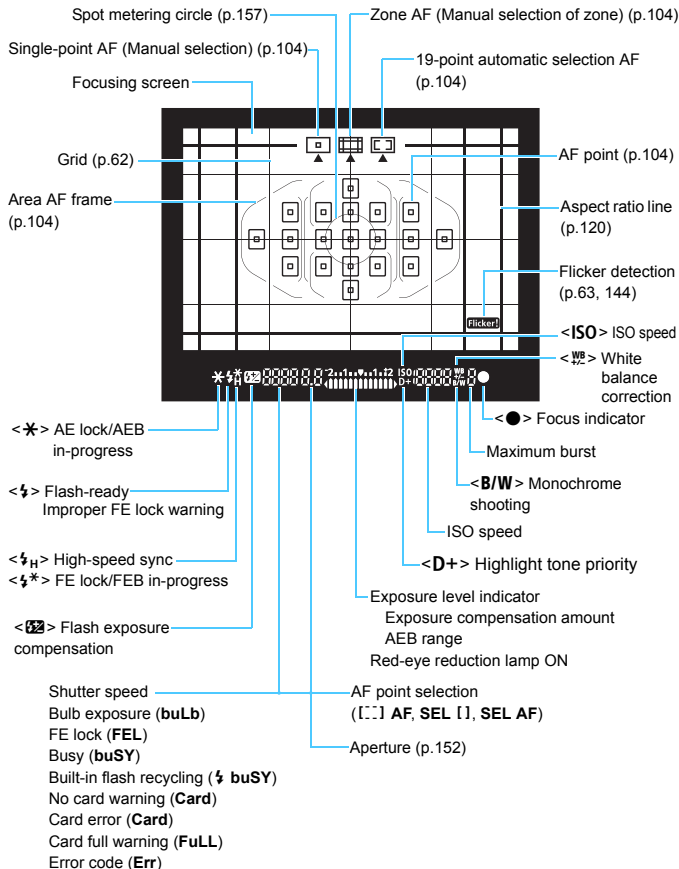 Spot metering circle (p.157)
Zone AF (Manual selection of zone) (p.104)
Single-point AF (Manual selection) (p.104)
19-point automatic selection AF
(p.104)
Focusing screen
Grid (p.62)
AF point (p.104)
Area AF frame
(p.104)
Aspect ratio line
(p.120)
Flicker detection
(p.63, 144)
Flicker!
<ISO> ISO speed
<WB +/-> White
balance
correction
-2..1..▼..1..+2 ISO D+ WB +/- B/W
<●> Focus indicator
<✱> AE lock/AEB
in-progress
Maximum burst
<B/W> Monochrome
shooting
<⚡> Flash-ready
Improper FE lock warning
ISO speed
<⚡H> High-speed sync
<D+> Highlight tone priority
<⚡*> FE lock/FEB in-progress
Exposure level indicator
Exposure compensation amount
AEB range
Red-eye reduction lamp ON
< > Flash exposure
compensation
Shutter speed
Bulb exposure (buLb)
FE lock (FEL)
Busy (buSY)
Built-in flash recycling (⚡ buSY)
No card warning (Card)
Card error (Card)
Card full warning (FuLL)
Error code (Err)
AF point selection
([ ] AF, SEL [ ], SEL AF)
Aperture (p.152)